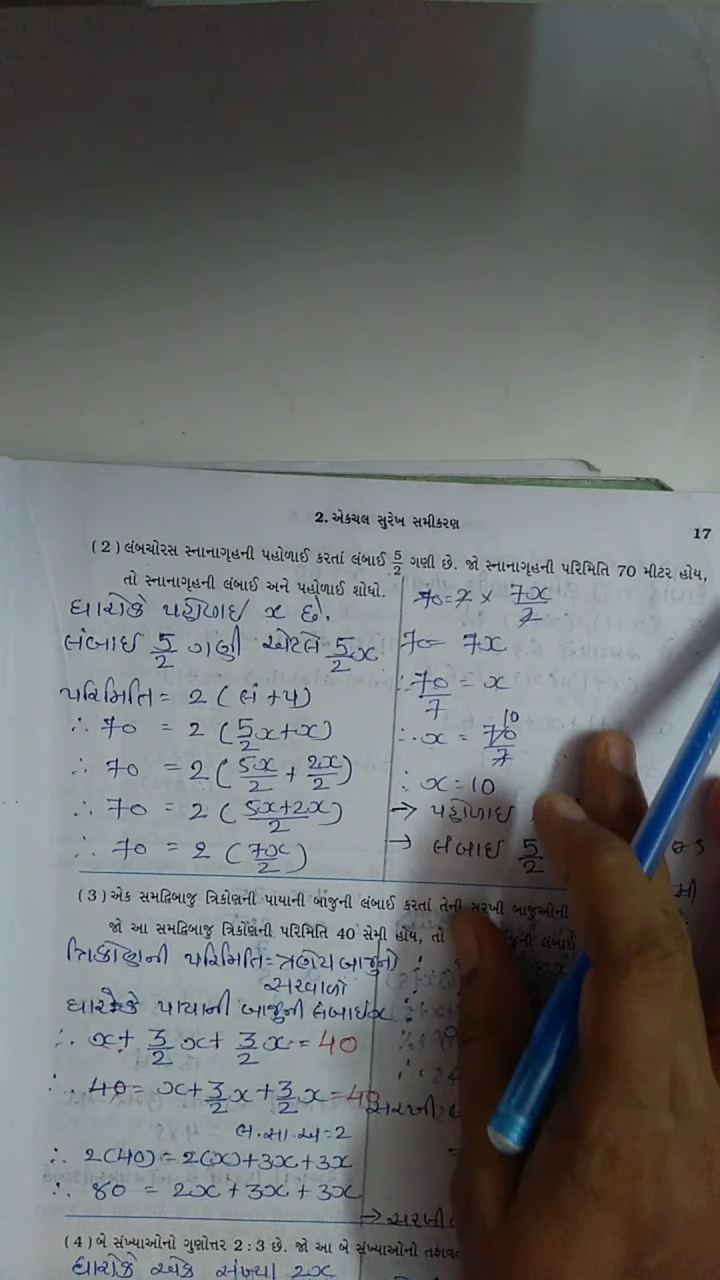 2. એકચલ સુરેખ સમીકરણ
17
(2) લંબચોરસ સ્નાનાગૃહની પહોળાઈ કરતાં લંબાઈ 5/2 ગણી છે. જો સ્નાનાગૃહની પરિમિતિ 70 મીટર હોય,
તો સ્નાનાગૃહની લંબાઈ અને પહોળાઈ શોધો.
ધારોકે પહોળાઇ x છે.
લંબાઇ 5/2 ગણી એટલે 5/2x
પરિમિતિ = 2 (લં+પ)
∴ 70 = 2 (5/2x+x)
∴ 70 = 2(5x/2 + 2x/2)
∴ 70 = 2 (5x+2x/2)
∴ 70 = 2 (7x/2)
70=2 × 7x/2
70= 7x
∴ 70/7 = x
∴ x = 70/7 10
∴ x=10
→ પહોળાઇ
→ લંબાઇ 5/2
મી
(3) એક સમદ્વિબાજુ ત્રિકોણની પાયાની બાજુની લંબાઈ કરતાં તેની સરખી બાજુઓની
જો આ સમદ્વિબાજુ ત્રિકોણની પરિમિતિ 40 સેમી હોય, તો
ત્રિકોણની પરિમિતિ=ત્રણેય બાજુનો
સરવાળો
ધારોકે પાયાની બાજુની લંબાઇx
∴ x+ 3/2x+ 3/2x = 40
∴ 40= x+3/2x+3/2x =40
લ.સા.અ=2
∴ 2(40) = 2(x)+3x+3x
∴ 80 = 2x+3x+3x
સરખી
→ સરખી
(4) બે સંખ્યાઓનો ગુણોત્તર 2 : 3 છે. જો આ બે સંખ્યાઓનો તફાવત
ધારોકે એક સંખ્યા 2x